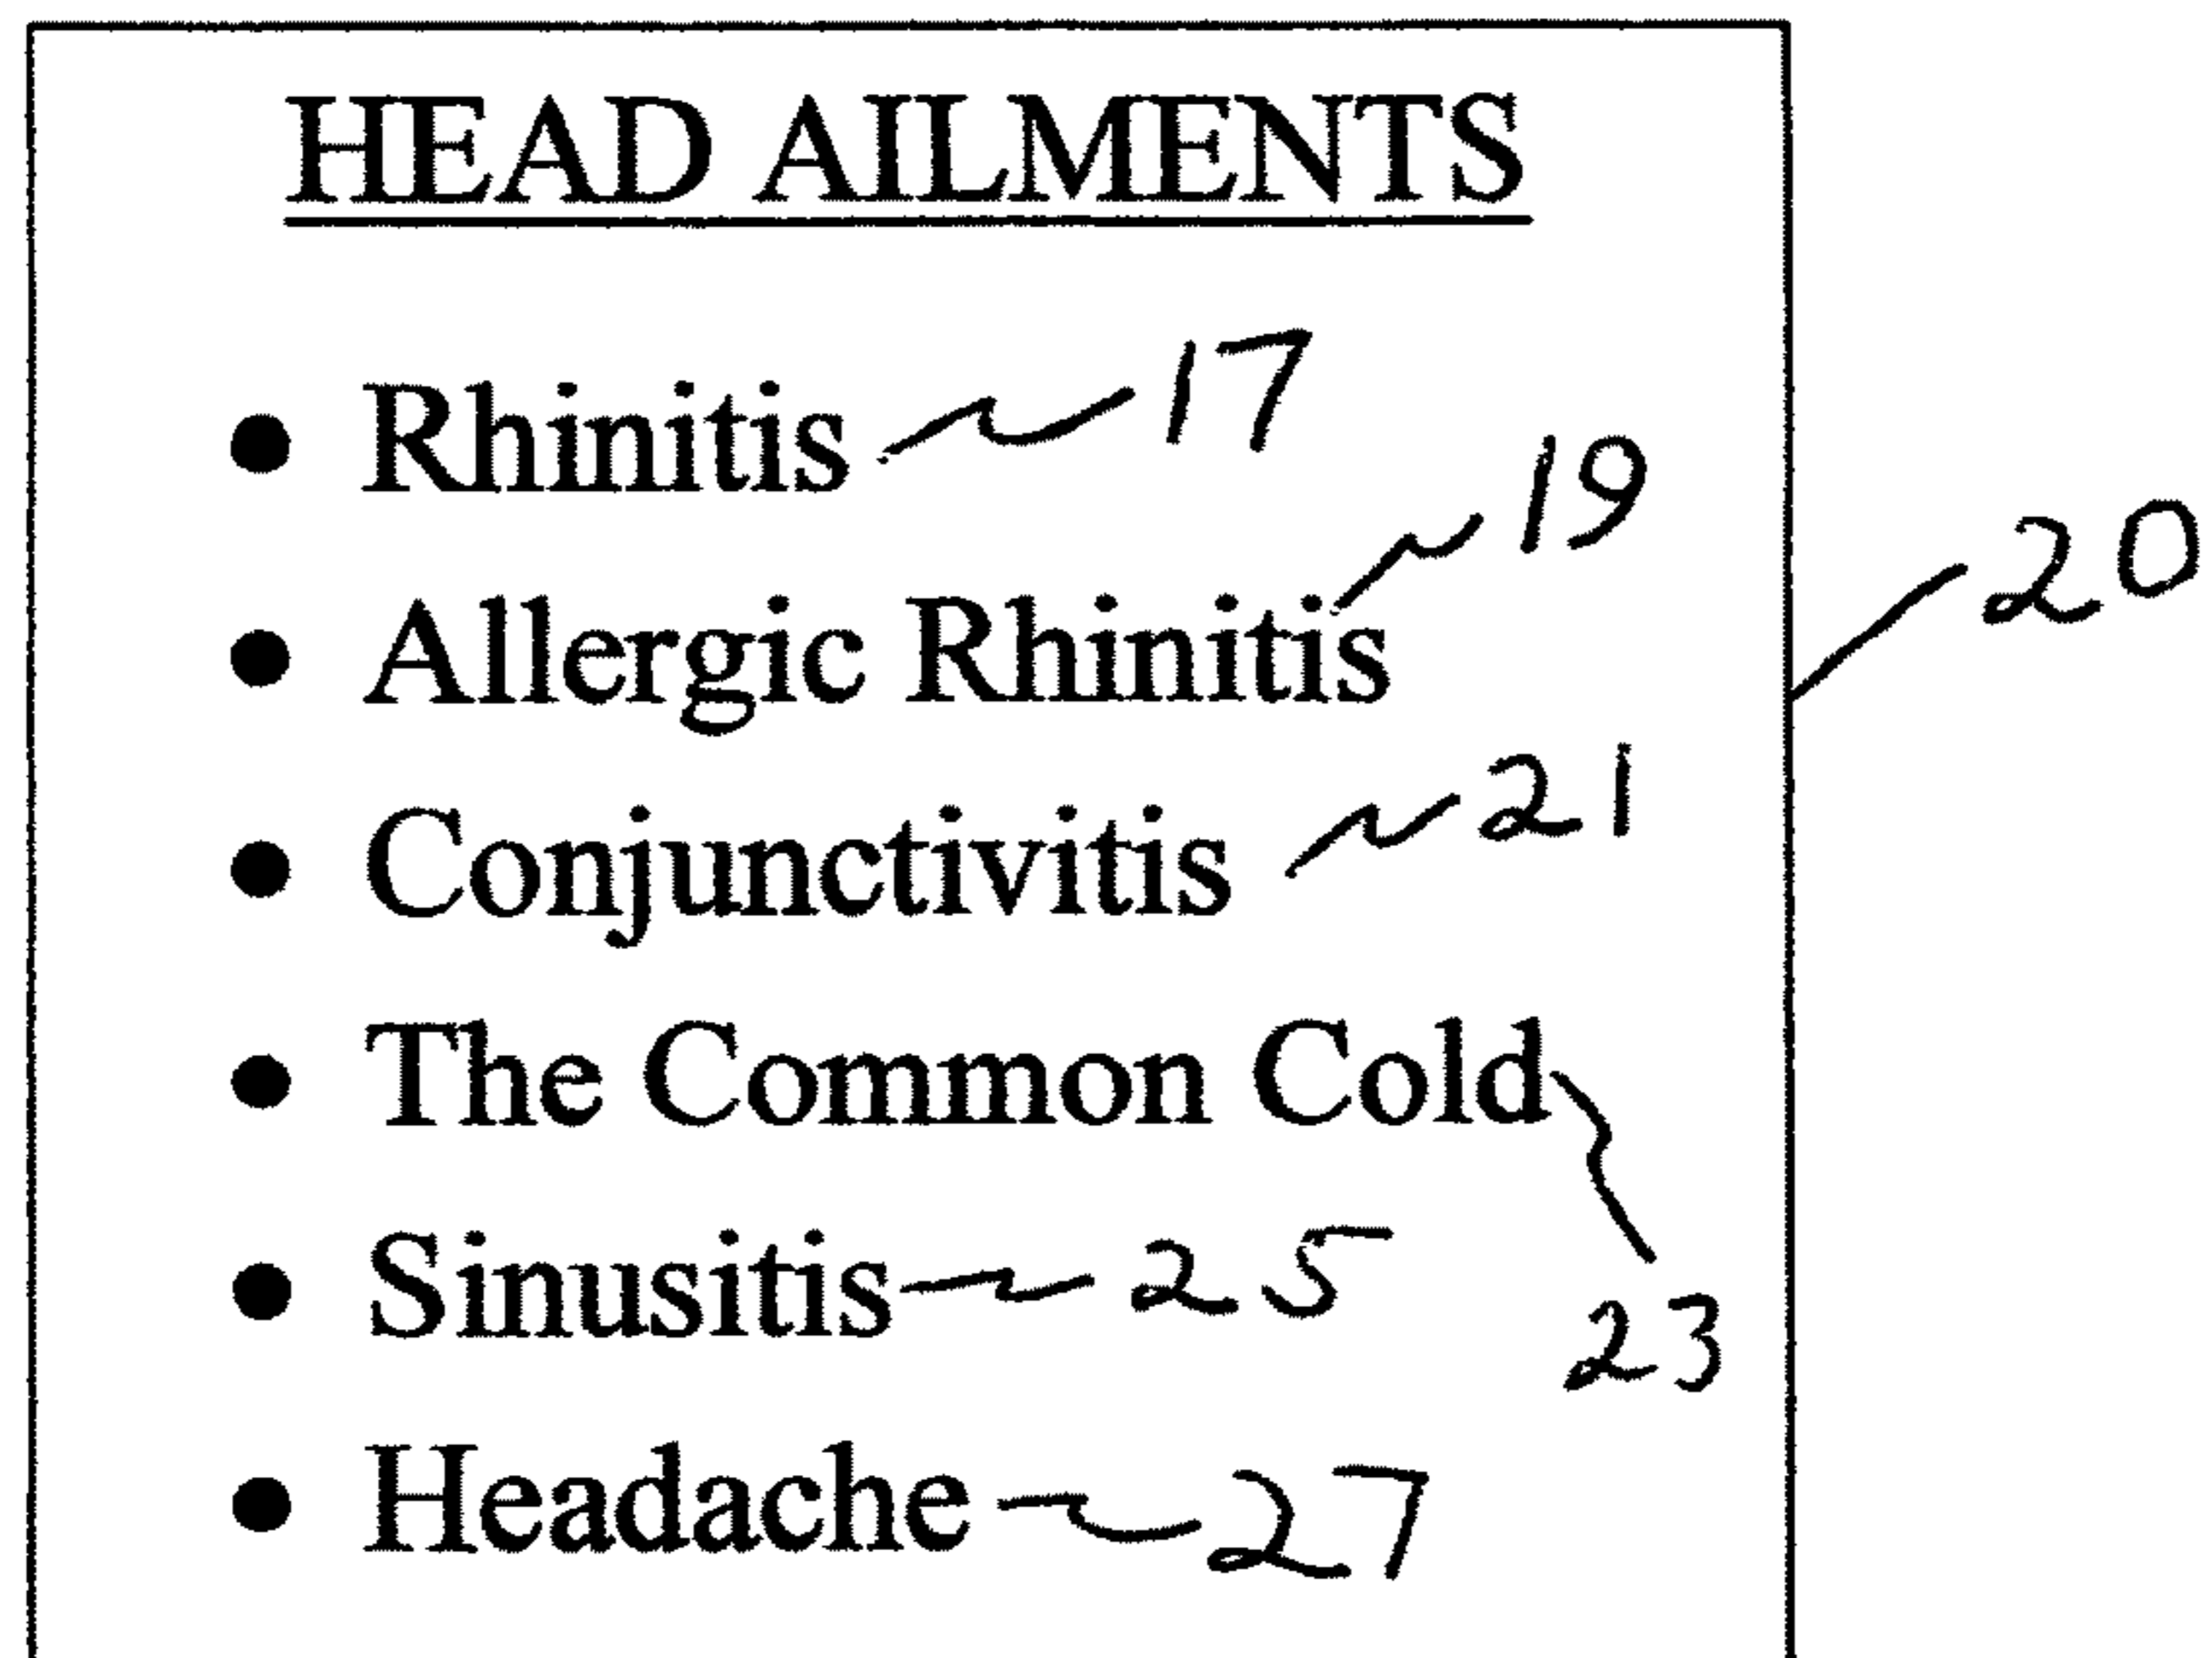 HEAD AILMENTS
• Rhinitis 17
19
• Allergic Rhinitis
20
• Conjunctivitis 21
• The Common Cold
23
• Sinusitis 25
• Headache 27